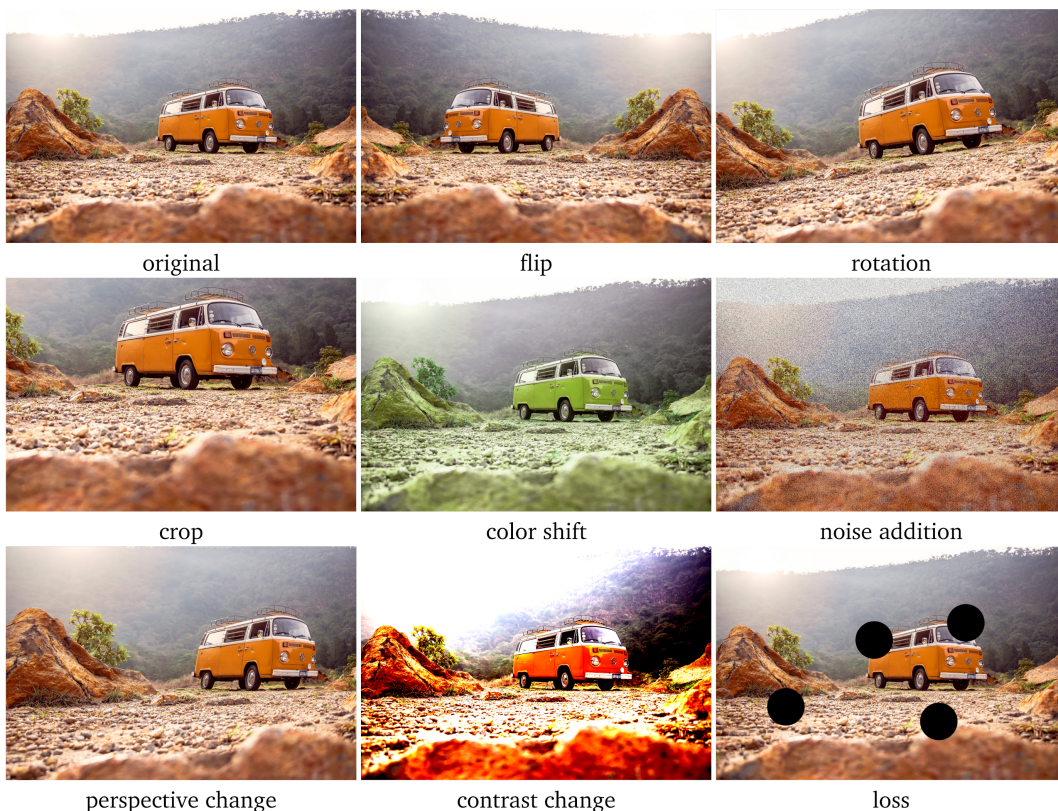 original
flip
rotation
crop
color shift
noise addition
perspective change
contrast change
loss